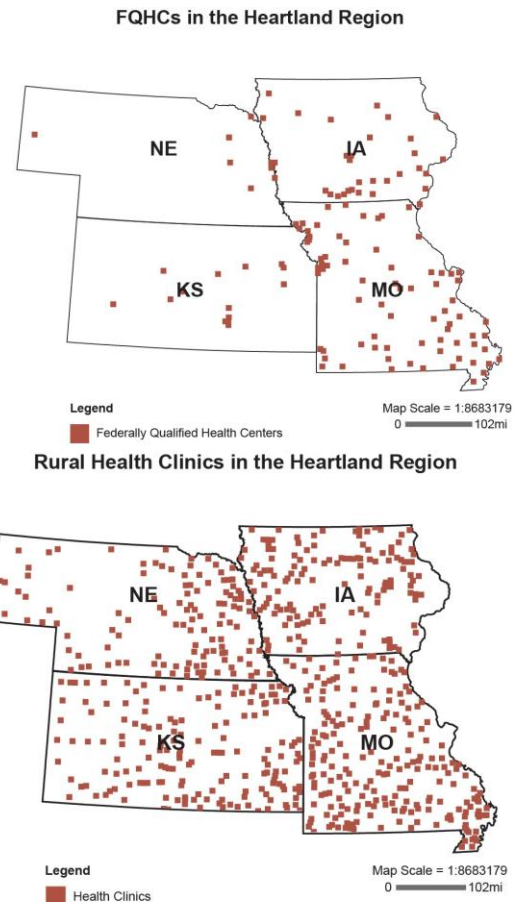 FQHCs in the Heartland Region
NE
IA
KS
MO
Legend
Federally Qualified Health Centers
Map Scale = 1:8683179
0 102mi
Rural Health Clinics in the Heartland Region
NE
IA
KS
MO
Legend
Health Clinics
Map Scale = 1:8683179
0 102mi